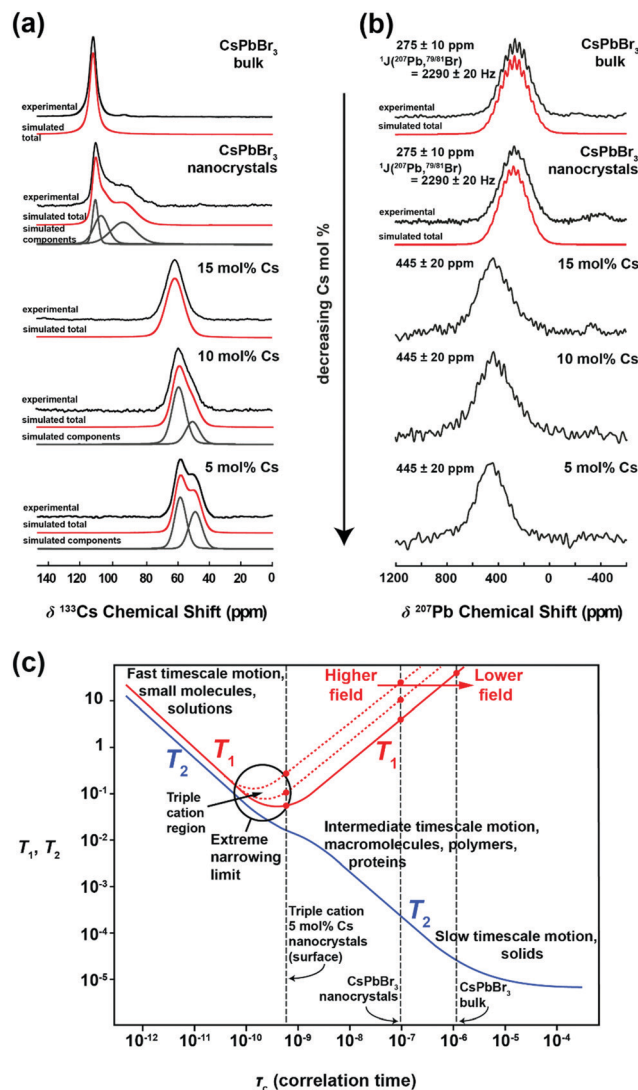 (a)
CsPbBr3
bulk
experimental
simulated
total
CsPbBr3
nanocrystals
experimental
simulated total
simulated
components
15 mol% Cs
experimental
simulated total
10 mol% Cs
experimental
simulated total
simulated components
5 mol% Cs
experimental
simulated total
simulated components
140 120 100 80 60 40 20 0
δ 133Cs Chemical Shift (ppm)
decreasing Cs mol %
(b)
275 ± 10 ppm
1J(207Pb,79/81Br)
= 2290 ± 20 Hz
CsPbBr3
bulk
experimental
simulated total
275 ± 10 ppm
1J(207Pb,79/81Br)
= 2290 ± 20 Hz
CsPbBr3
nanocrystals
experimental
simulated total
445 ± 20 ppm
15 mol% Cs
445 ± 20 ppm
10 mol% Cs
445 ± 20 ppm
5 mol% Cs
1200 800 400 0 -400
δ 207Pb Chemical Shift (ppm)
(c)
T1, T2
10
1
10-1
10-2
10-3
10-4
10-5
Fast timescale motion,
small molecules,
solutions
Higher
field
Lower
field
T1
T2
T1
Triple
cation
region
Extreme
narrowing
limit
Intermediate timescale motion,
macromolecules, polymers,
proteins
T2
Triple cation
5 mol% Cs
nanocrystals
(surface)
Slow timescale motion,
solids
CsPbBr3
nanocrystals
CsPbBr3
bulk
10-12 10-11 10-10 10-9 10-8 10-7 10-6 10-5 10-4
τc (correlation time)